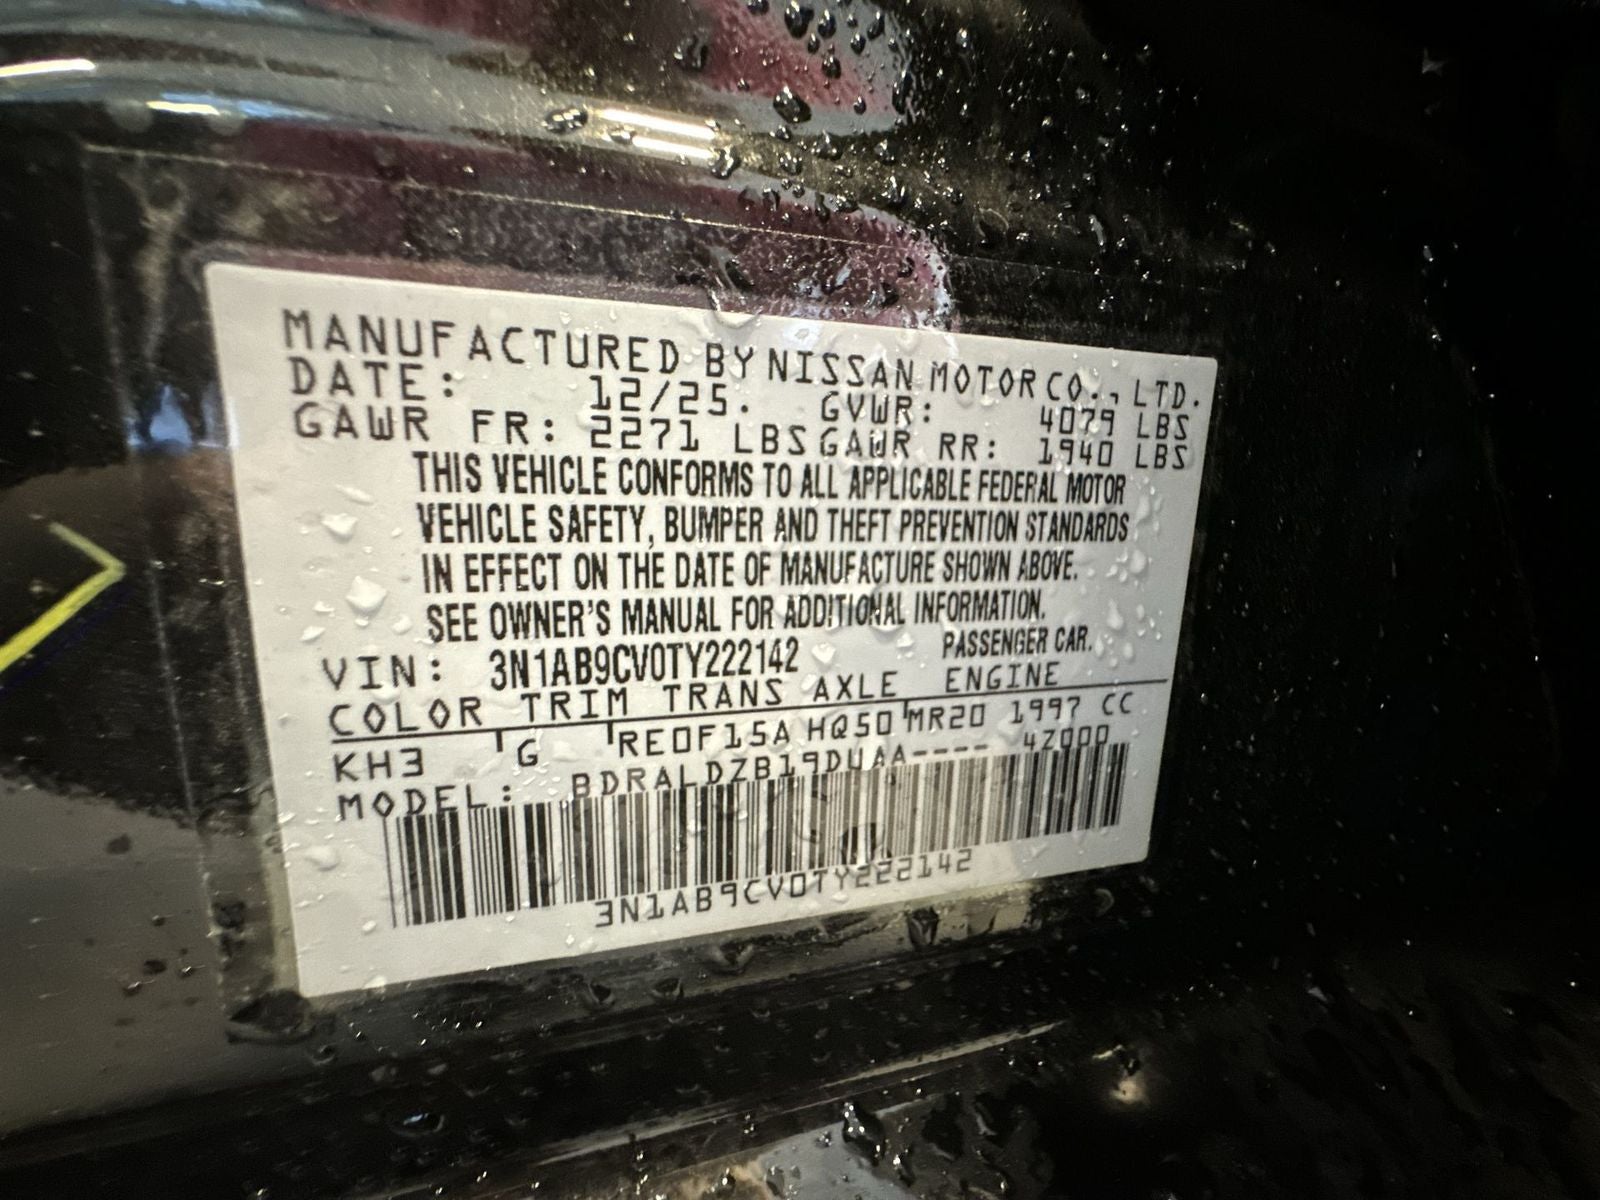 MANUFACTURED BY NISSAN MOTOR CO., LTD.
DATE: 12/25. GVWR: 4079 LBS
GAWR FR: 2271 LBS GAWR RR: 1940 LBS
THIS VEHICLE CONFORMS TO ALL APPLICABLE FEDERAL MOTOR
VEHICLE SAFETY, BUMPER AND THEFT PREVENTION STANDARDS
IN EFFECT ON THE DATE OF MANUFACTURE SHOWN ABOVE.
SEE OWNER'S MANUAL FOR ADDITIONAL INFORMATION.
VIN: 3N1AB9CV0TY222142 PASSENGER CAR.
COLOR TRIM TRANS AXLE ENGINE
KH3 G RE0F15A HQ50 MR20 1997 CC
MODEL: BDRALDZB19DUAA---- 42000
3N1AB9CV0TY222142